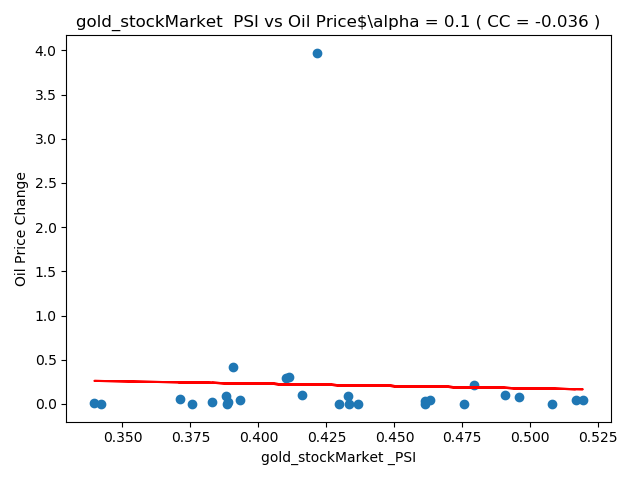 gold_stockMarket  PSI vs Oil Price$\alpha = 0.1 ( CC = -0.036 )
4.0
3.5
3.0
2.5
2.0
1.5
1.0
0.5
0.0
Oil Price Change
0.350 0.375 0.400 0.425 0.450 0.475 0.500 0.525
gold_stockMarket _PSI